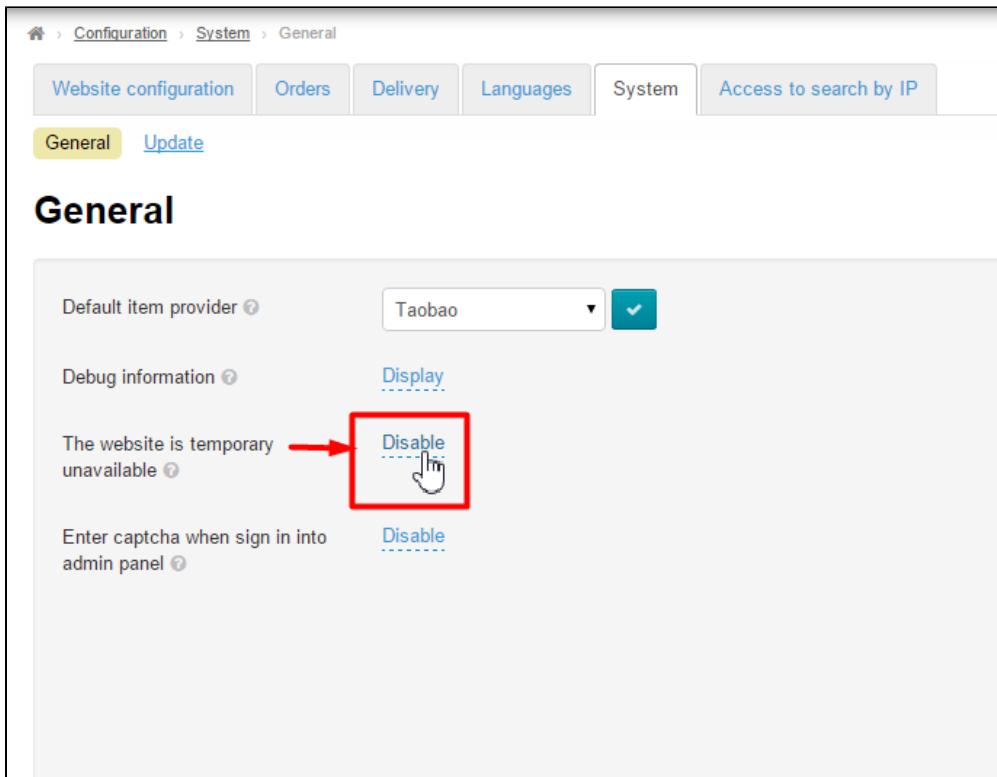 Configuration › System › General
Website configuration Orders Delivery Languages System Access to search by IP
General Update
General
Default item provider ? Taobao
Debug information ? Display
The website is temporary Disable
unavailable ?
Enter captcha when sign in into Disable
admin panel ?